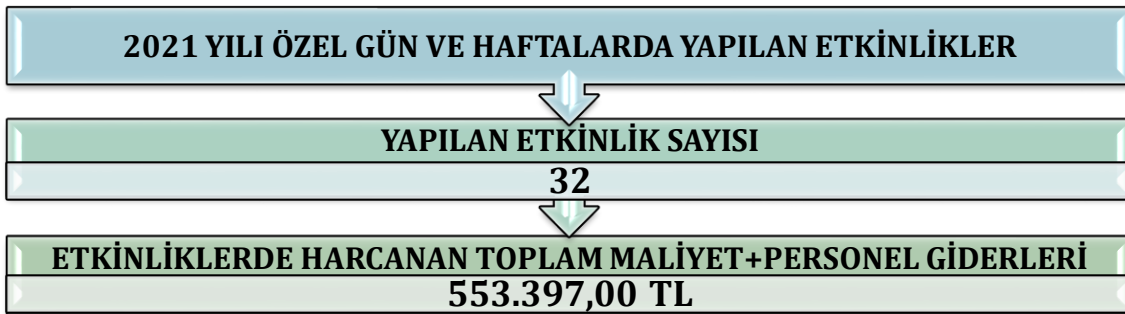 2021 YILI ÖZEL GÜN VE HAFTALARDA YAPILAN ETKİNLİKLER
YAPILAN ETKİNLİK SAYISI
32
ETKİNLİKLERDE HARCANAN TOPLAM MALİYET+PERSONEL GİDERLERİ
553.397,00 TL